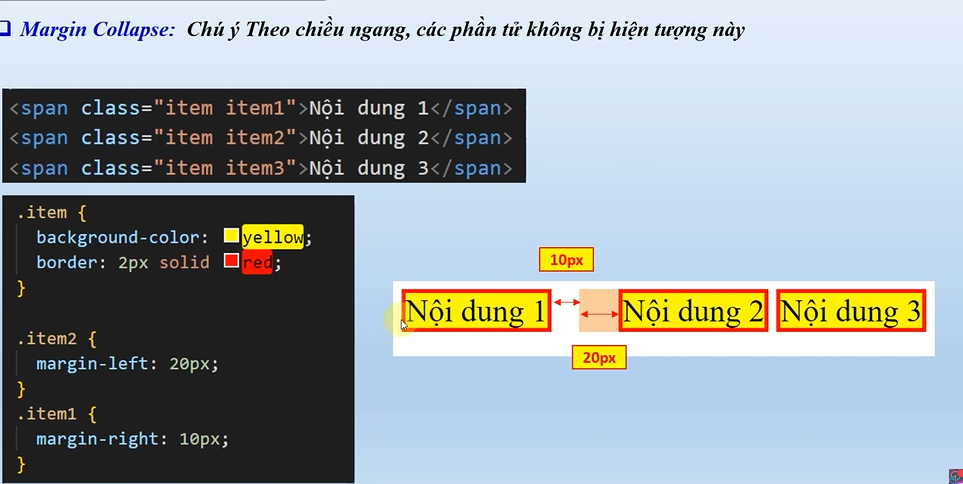 Margin Collapse: Chú ý Theo chiều ngang, các phần tử không bị hiện tượng này
<span class="item item1">Nội dung 1</span>
<span class="item item2">Nội dung 2</span>
<span class="item item3">Nội dung 3</span>
.item {
background-color: yellow;
border: 2px solid red;
}
.item2 {
margin-left: 20px;
}
.item1 {
margin-right: 10px;
}
10px
Nội dung 1 Nội dung 2 Nội dung 3
20px